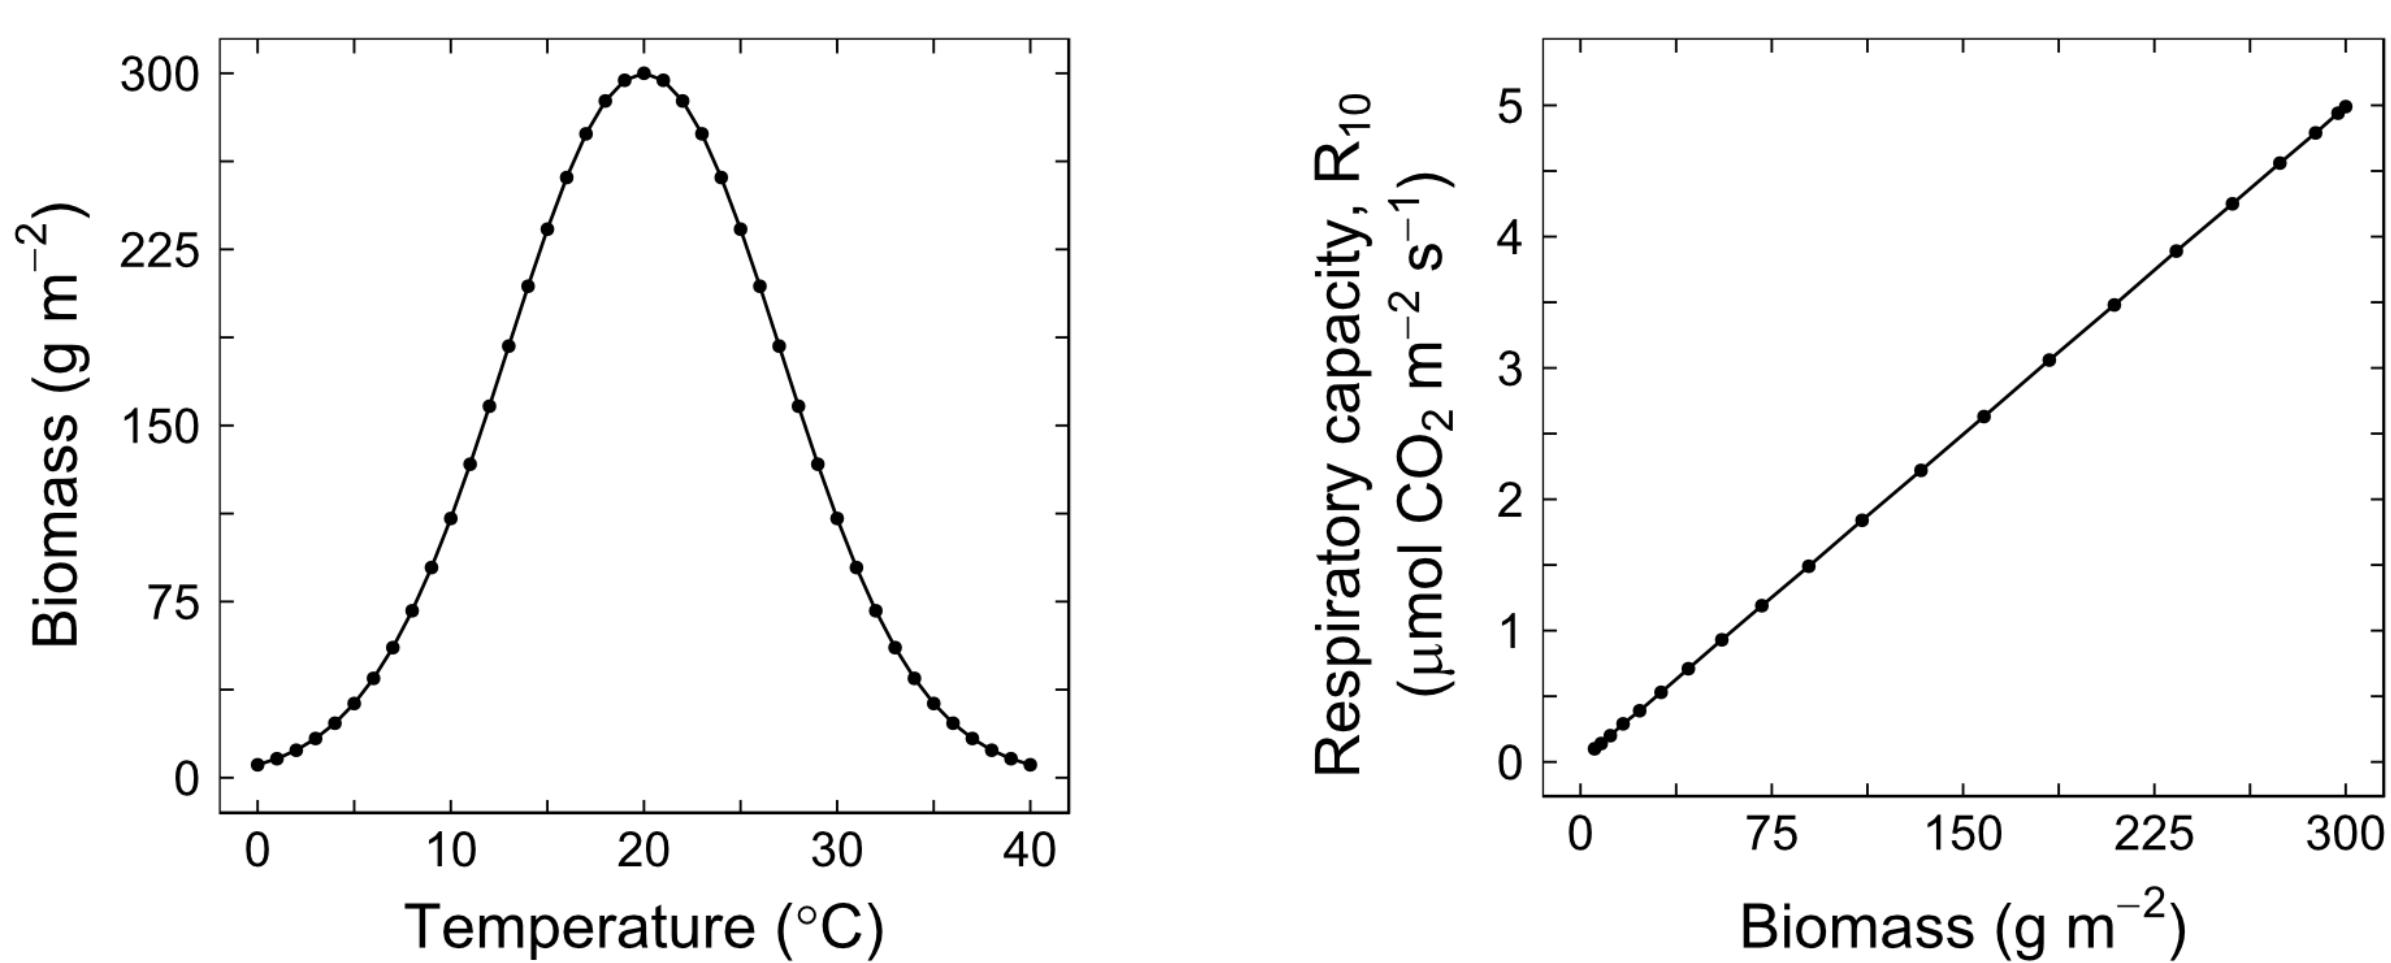 Biomass (g m⁻²)
300
225
150
75
0
0 10 20 30 40
Temperature (°C)
Respiratory capacity, R₁₀
(μmol CO₂ m⁻² s⁻¹)
5
4
3
2
1
0
0 75 150 225 300
Biomass (g m⁻²)